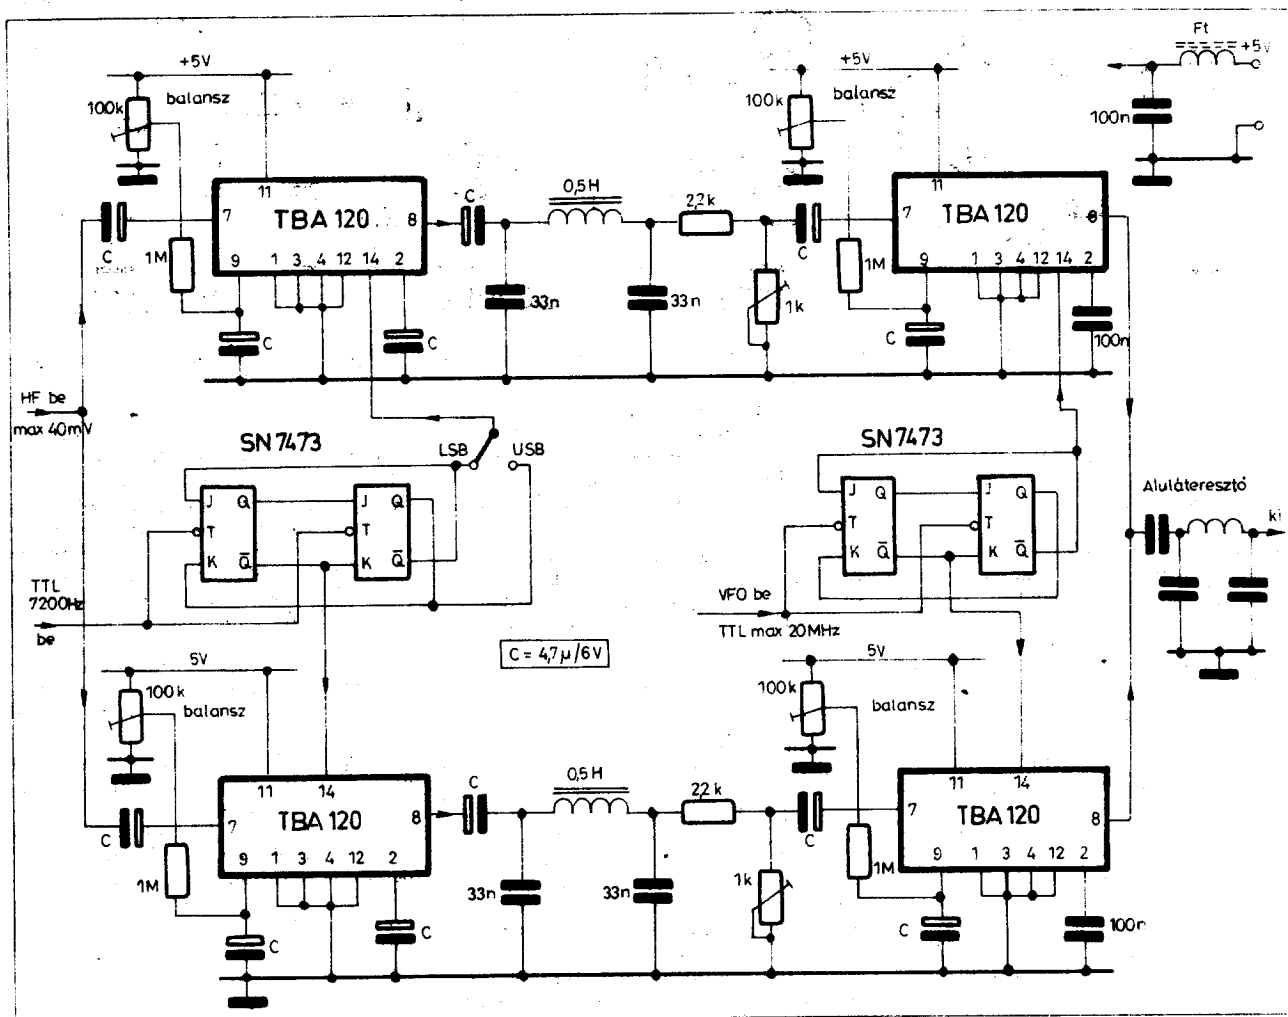 +5V
100k
balansz
11
7
TBA 120
8
9
1
3
4
12
14
2
C
1M
C
C
C
33n
0,5H
33n
2,2k
1k
C
+5V
100k
balansz
11
7
TBA 120
8
9
1
3
4
12
14
2
1M
C
100n
Ft
+5V
100n
HF be
max 40mV
SN7473
LSB
USB
J
Q
T
K
Q̅
J
Q
T
K
Q̅
TTL
7200Hz
be
SN7473
J
Q
T
K
Q̅
J
Q
T
K
Q̅
VFO be
TTL max 20MHz
Aluláteresztő
ki
C = 4,7µ/6V
5V
100k
balansz
11
14
7
TBA 120
8
9
1
3
4
12
2
C
1M
C
C
C
33n
0,5H
33n
2,2k
1k
C
5V
100k
balansz
11
14
7
TBA 120
8
9
1
3
4
12
2
1M
C
100n